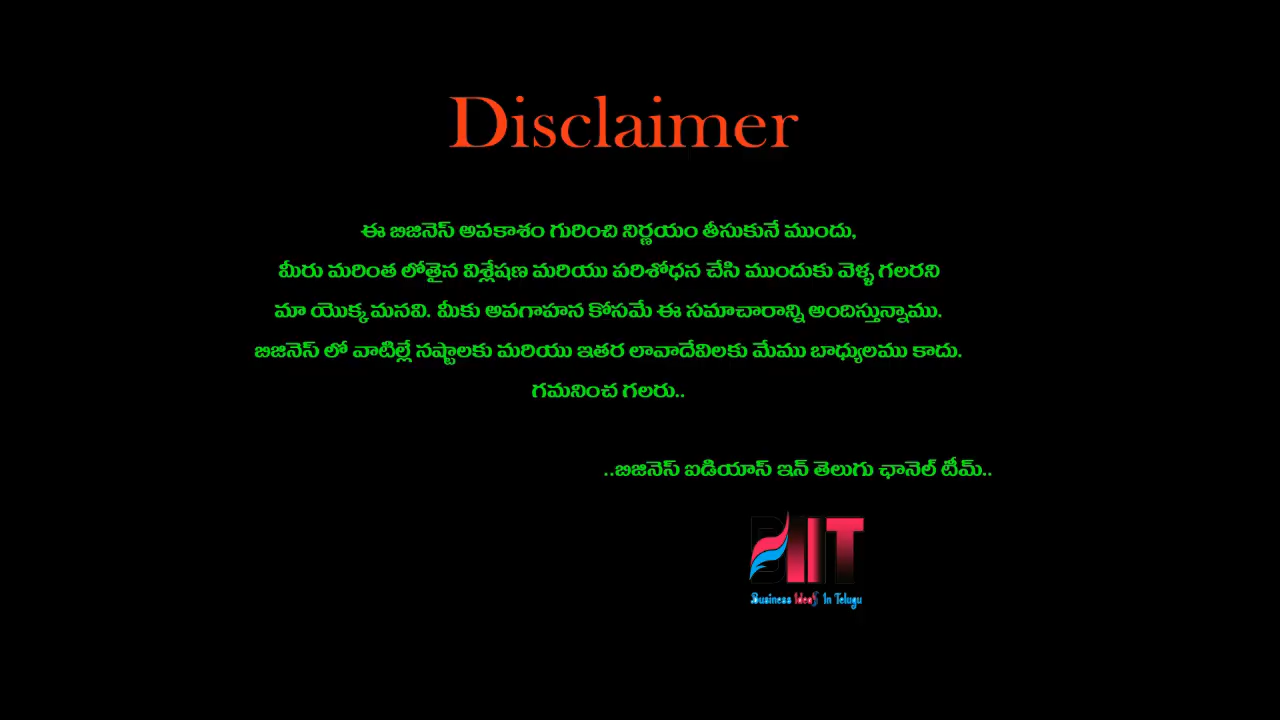 Disclaimer
ఈ బిజినెస్ అవకాశం గురించి నిర్ణయం తీసుకునే ముందు,
మీరు మరింత లోతైన విశ్లేషణ మరియు పరిశోధన చేసి ముందుకు వెళ్ళ గలరని
మా యొక్క మనవి. మీకు అవగాహన కోసమే ఈ సమాచారాన్ని అందిస్తున్నాము.
బిజినెస్ లో వాటిల్లే నష్టాలకు మరియు ఇతర లావాదేవిలకు మేము బాధ్యులము కాదు.
గమనించ గలరు..
..బిజినెస్ ఐడియాస్ ఇన్ తెలుగు ఛానెల్ టీమ్..
BIIT
Business Ideas In Telugu